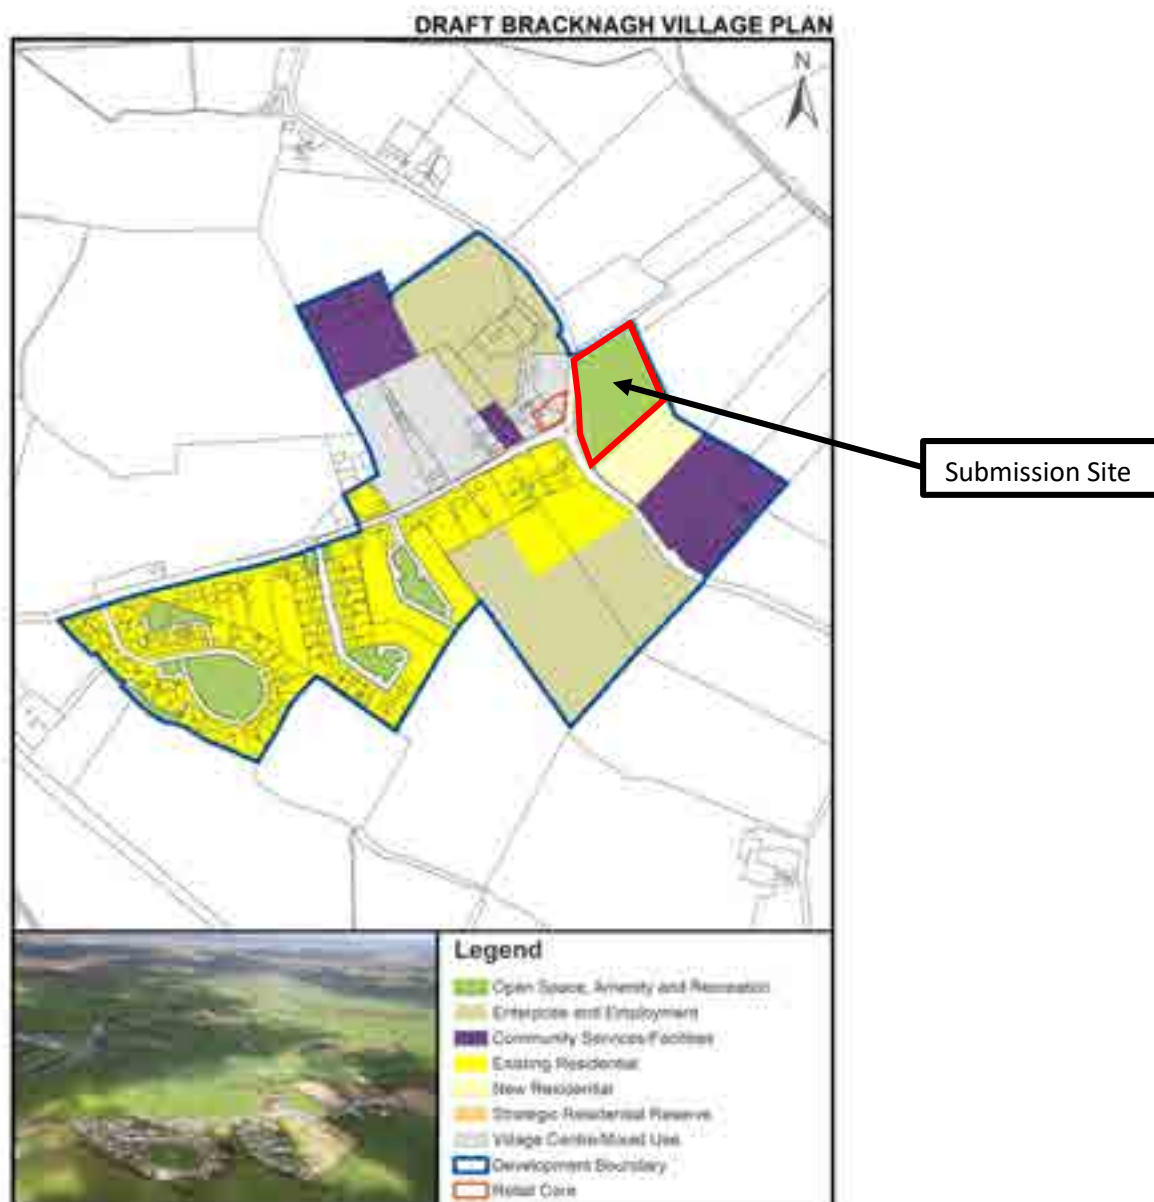 DRAFT BRACKNAGH VILLAGE PLAN
N
Submission Site
Legend
Open Space, Amenity and Recreation
Enterprise and Employment
Community Services/Facilities
Existing Residential
New Residential
Strategic Residential Reserve
Village Centre/Mixed Use
Development Boundary
Retail Core